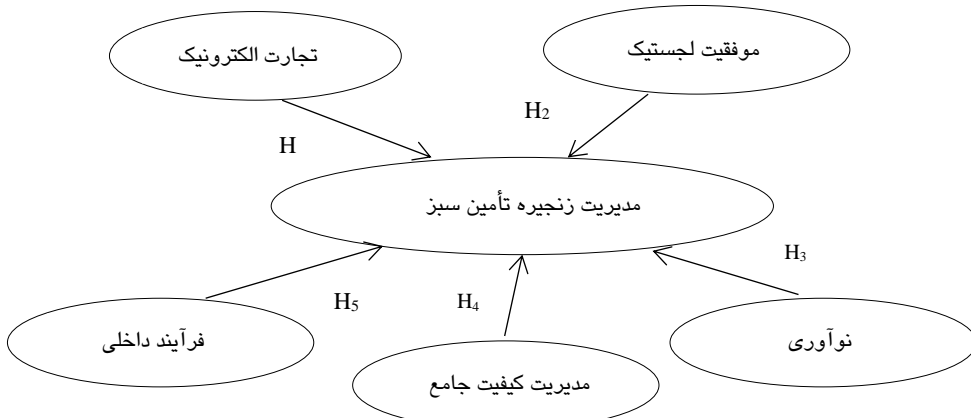 موفقیت لجستیک
تجارت الکترونیک
H2
H
مدیریت زنجیره تأمین سبز
H3
H5
H4
نوآوری
فرآیند داخلی
مدیریت کیفیت جامع